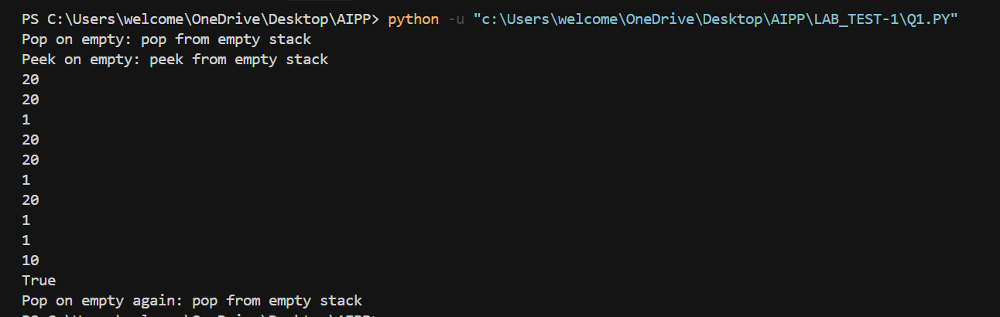 PS C:\Users\welcome\OneDrive\Desktop\AIPP> python -u "c:\Users\welcome\OneDrive\Desktop\AIPP\LAB_TEST-1\Q1.PY"
Pop on empty: pop from empty stack
Peek on empty: peek from empty stack
20
20
1
20
20
1
20
1
1
10
True
Pop on empty again: pop from empty stack